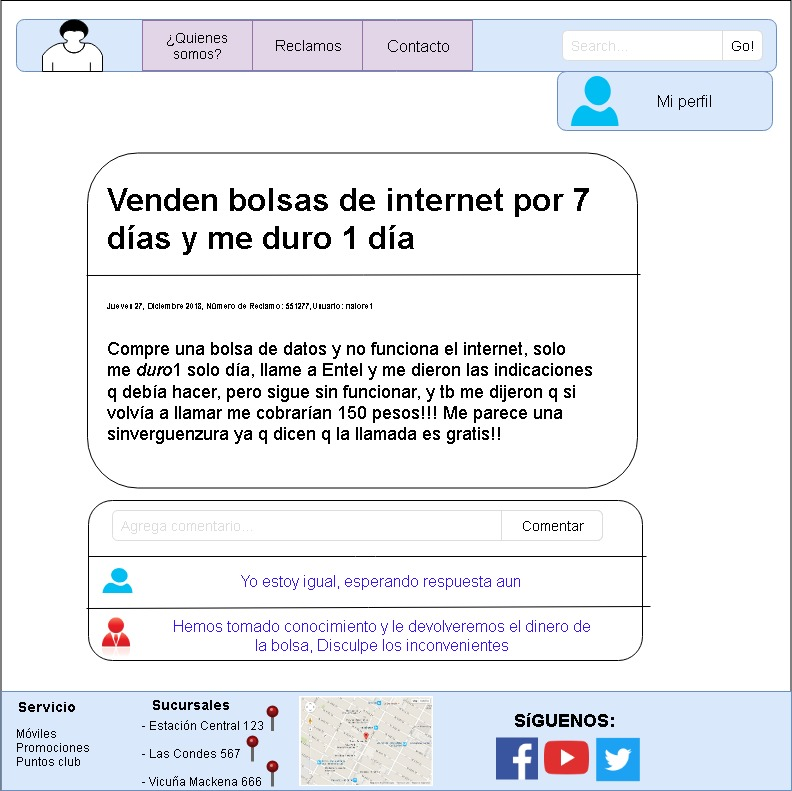 ¿Quienes
somos?
Reclamos
Contacto
Search...
Go!
Mi perfil
Venden bolsas de internet por 7
días y me duro 1 día
Jueves 27, Diciembre 2018, Número de Reclamo: 551277, Usuario:
Compre una bolsa de datos y no funciona el internet, solo
me duro1 solo día, llame a Entel y me dieron las indicaciones
q debía hacer, pero sigue sin funcionar, y tb me dijeron q si
volvía a llamar me cobrarían 150 pesos!!! Me parece una
sinverguenzura ya q dicen q la llamada es gratis!!
Agrega comentario...
Comentar
Yo estoy igual, esperando respuesta aun
Hemos tomado conocimiento y le devolveremos el dinero de
la bolsa, Disculpe los inconvenientes
Servicio
Móviles
Promociones
Puntos club
Sucursales
- Estación Central 123
- Las Condes 567
- Vicuña Mackena 666
SíGUENOS: